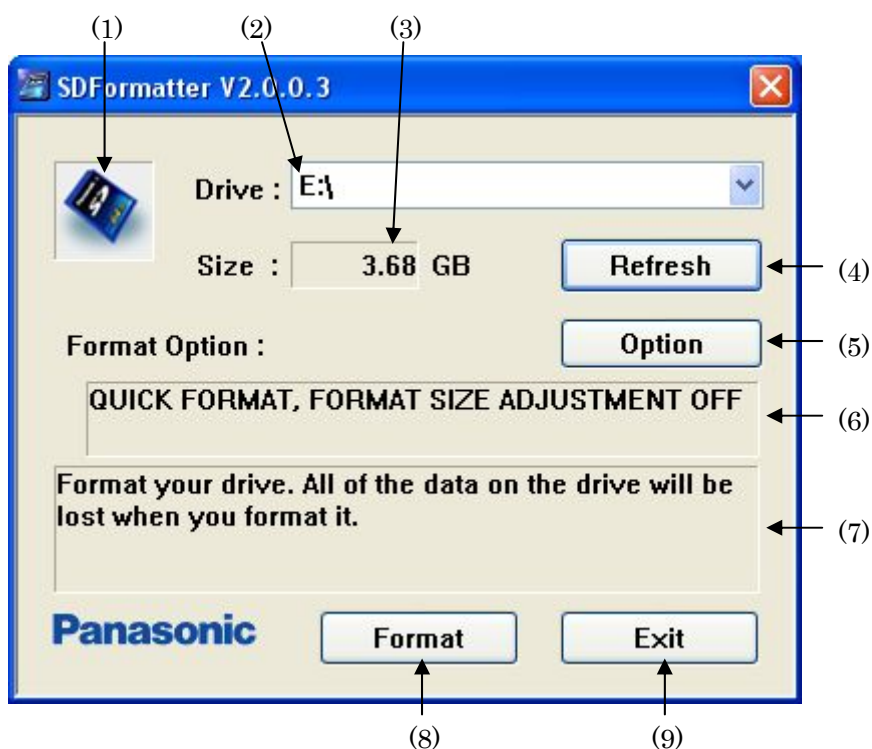 (1) (2) (3)
SDFormatter V2.0.0.3
Drive : E:\
Size : 3.68 GB Refresh (4)
Format Option : Option (5)
QUICK FORMAT, FORMAT SIZE ADJUSTMENT OFF (6)
Format your drive. All of the data on the drive will be
lost when you format it.
(7)
Panasonic Format Exit
(8) (9)